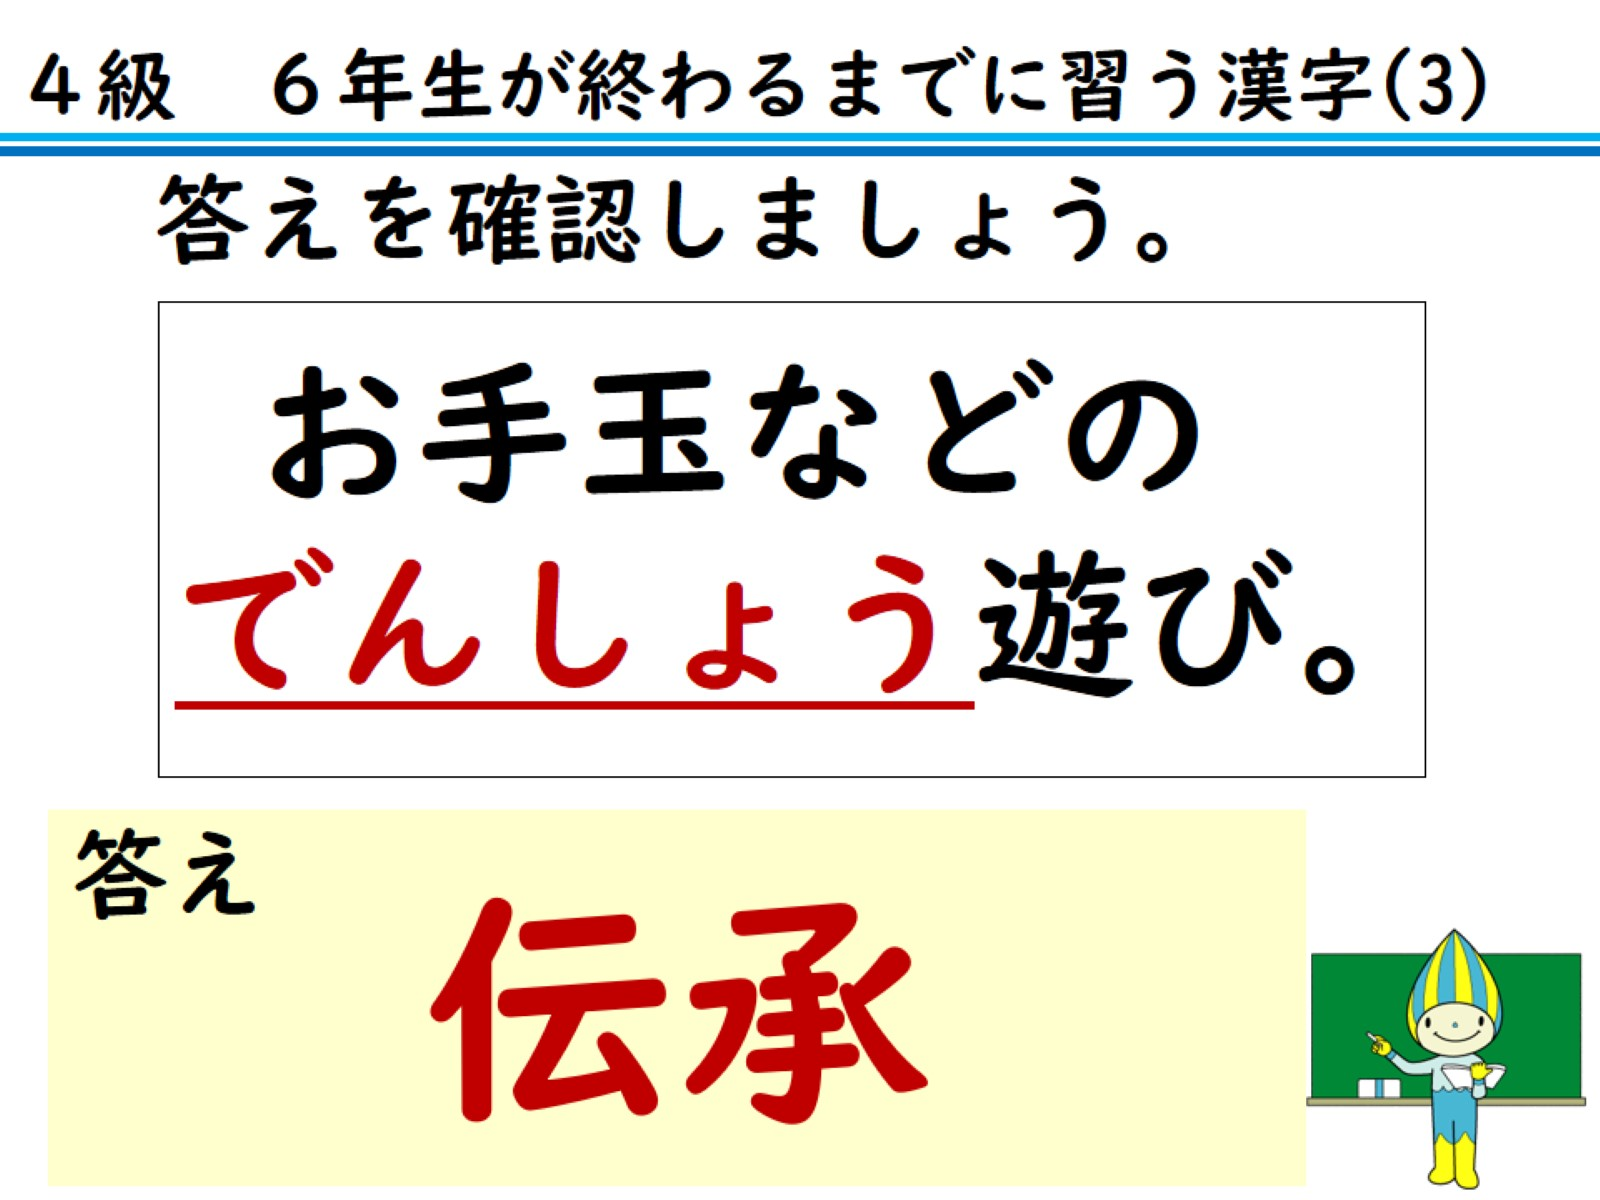 ４級　６年生が終わるまでに習う漢字(3)
答えを確認しましょう。
お手玉などの
でんしょう遊び。
答え
伝承